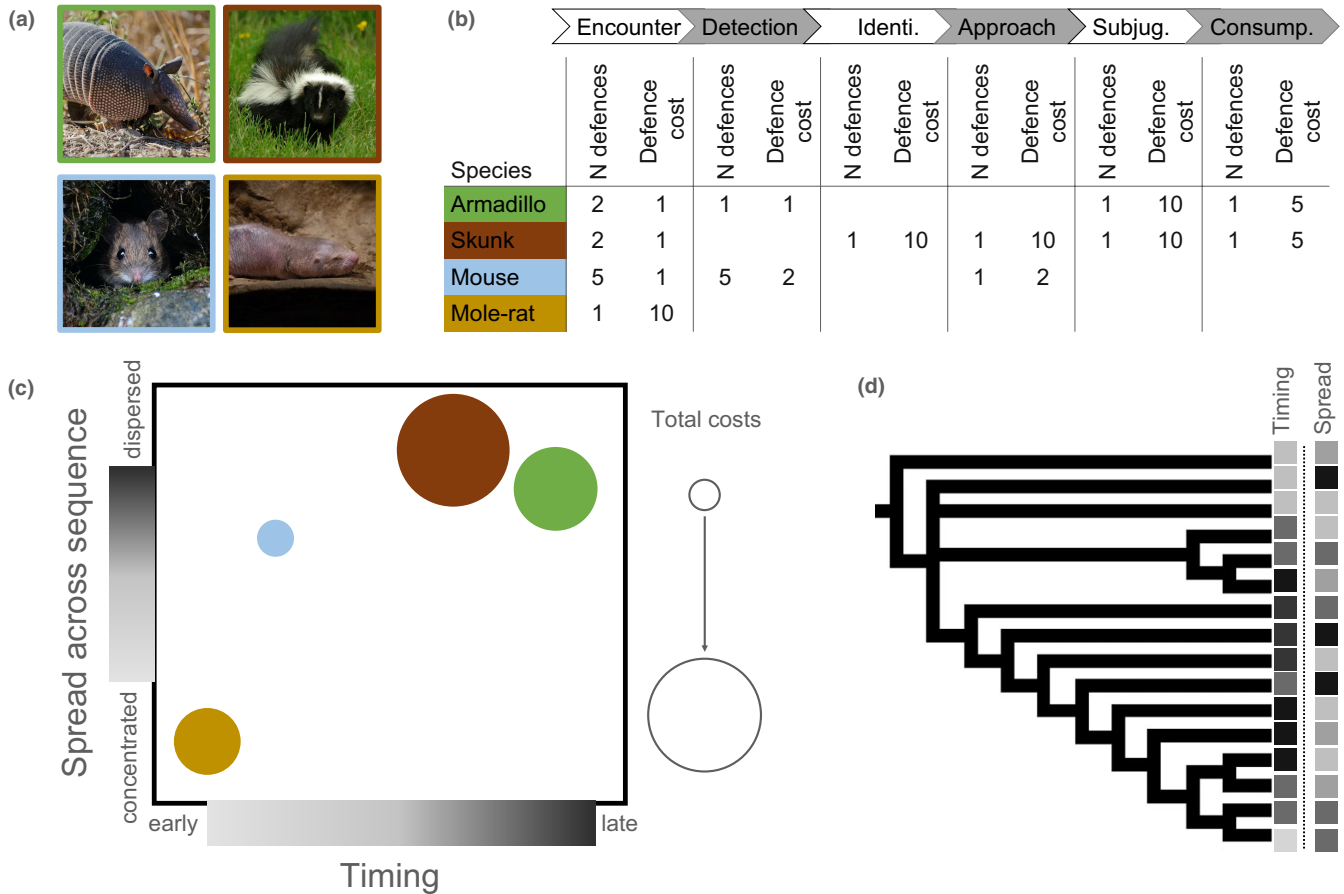 (a)
(b)
Encounter Detection Identi. Approach Subjug. Consump.
Species N defences Defence cost N defences Defence cost N defences Defence cost N defences Defence cost N defences Defence cost N defences Defence cost
Armadillo 2 1 1 1 1 10 1 5
Skunk 2 1 1 10 1 10 1 10 1 5
Mouse 5 1 5 2 1 2
Mole-rat 1 10
(c)
Spread across sequence
dispersed
concentrated
early
late
Timing
Total costs
(d)
Timing
Spread